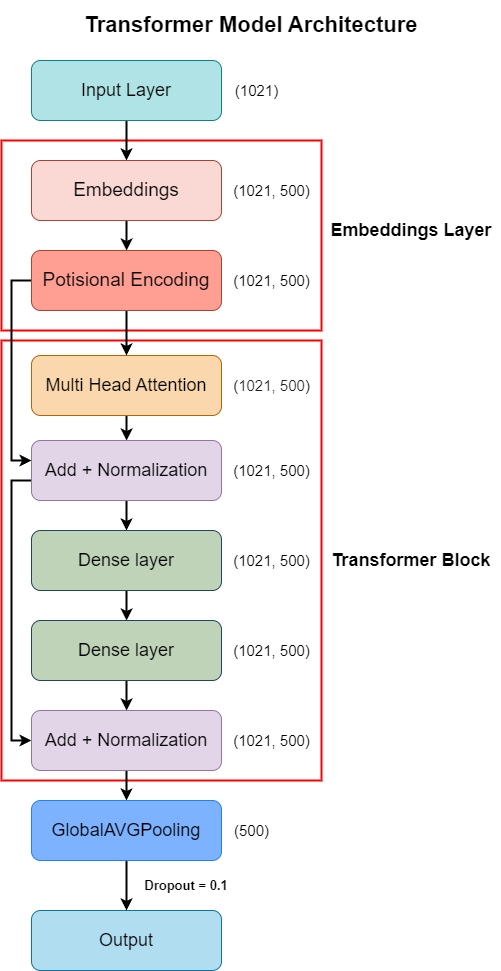 Transformer Model Architecture
Input Layer
(1021)
Embeddings
(1021, 500)
Embeddings Layer
Potisional Encoding
(1021, 500)
Multi Head Attention
(1021, 500)
Add + Normalization
(1021, 500)
Dense layer
(1021, 500)
Transformer Block
Dense layer
(1021, 500)
Add + Normalization
(1021, 500)
GlobalAVGPooling
(500)
Dropout = 0.1
Output